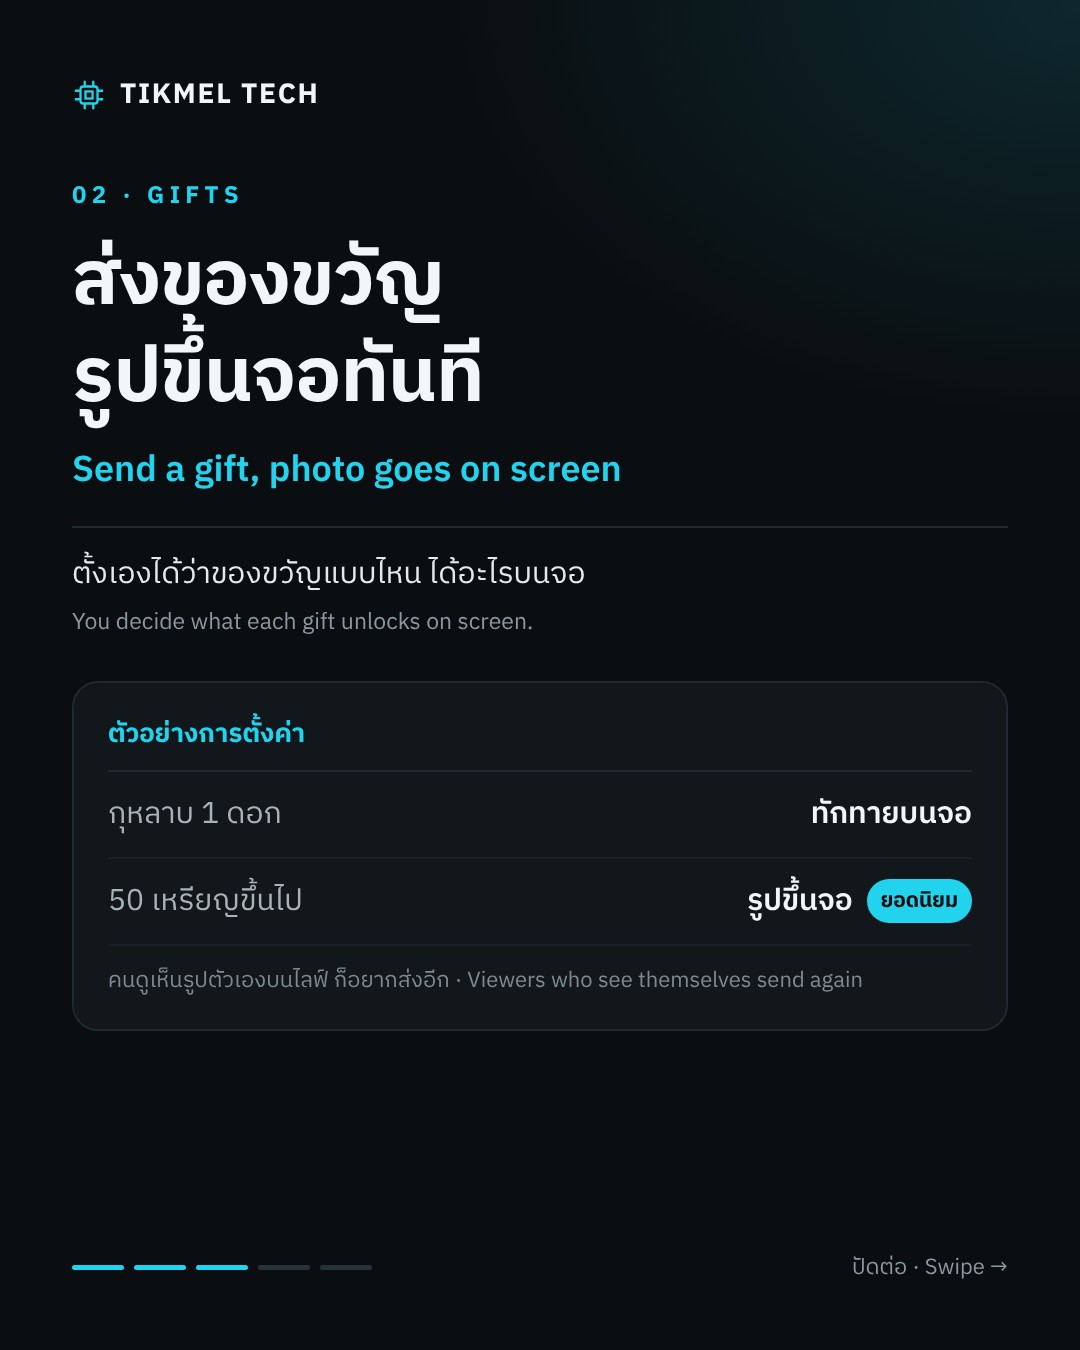 TIKMEL TECH
02 · GIFTS
ส่งของขวัญ
รูปขึ้นจอทันที
Send a gift, photo goes on screen
ตั้งเองได้ว่าของขวัญแบบไหน ได้อะไรบนจอ
You decide what each gift unlocks on screen.
ตัวอย่างการตั้งค่า
กุหลาบ 1 ดอก ทักทายบนจอ
50 เหรียญขึ้นไป รูปขึ้นจอ ยอดนิยม
คนดูเห็นรูปตัวเองบนไลฟ์ ก็อยากส่งอีก · Viewers who see themselves send again
ปัดต่อ · Swipe →